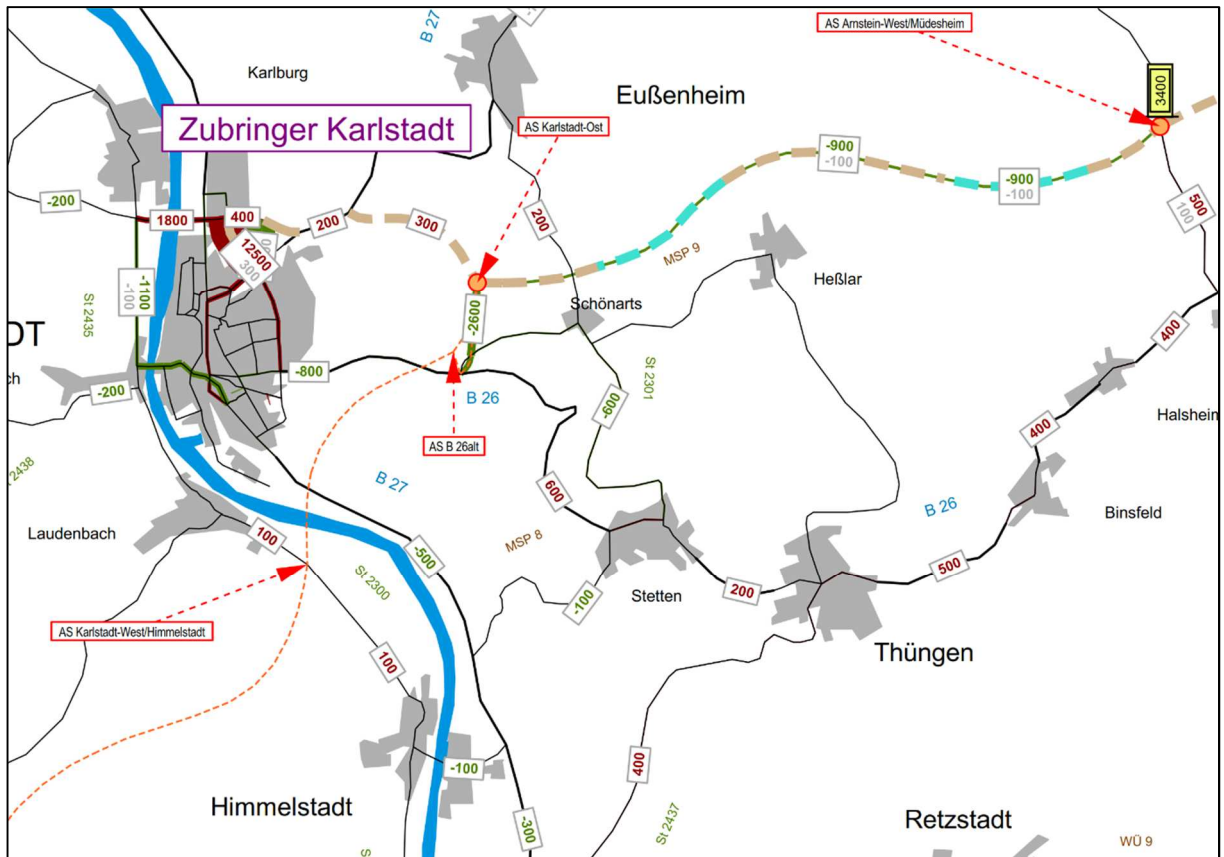 B 27
AS Arnstein-West/Müdesheim
Karlburg
3400
Eußenheim
Zubringer Karlstadt
AS Karlstadt-Ost
-900
-100
-900
-100
-200
1800
400
200
300
200
500
100
12500
300
MSP 9
Heßlar
-1100
-100
St 2435
-2600
Schönarts
DT
400
ch
-200
-800
B 26
St 2301
-600
Halsheim
AS B 26alt
400
2438
B 27
600
B 26
Binsfeld
Laudenbach
100
MSP 8
-500
500
St 2300
-100
Stetten
200
AS Karlstadt-West/Himmelstadt
Thüngen
100
-100
400
Himmelstadt
-300
St 2437
Retzstadt
WÜ 9
S